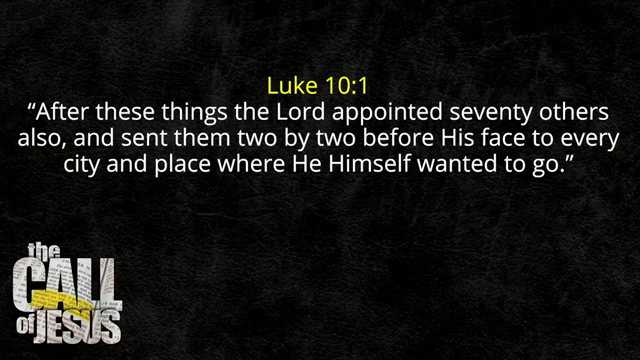 Luke 10:1
“After these things the Lord appointed seventy others
also, and sent them two by two before His face to every
city and place where He Himself wanted to go.”
the
CALL
of JESUS